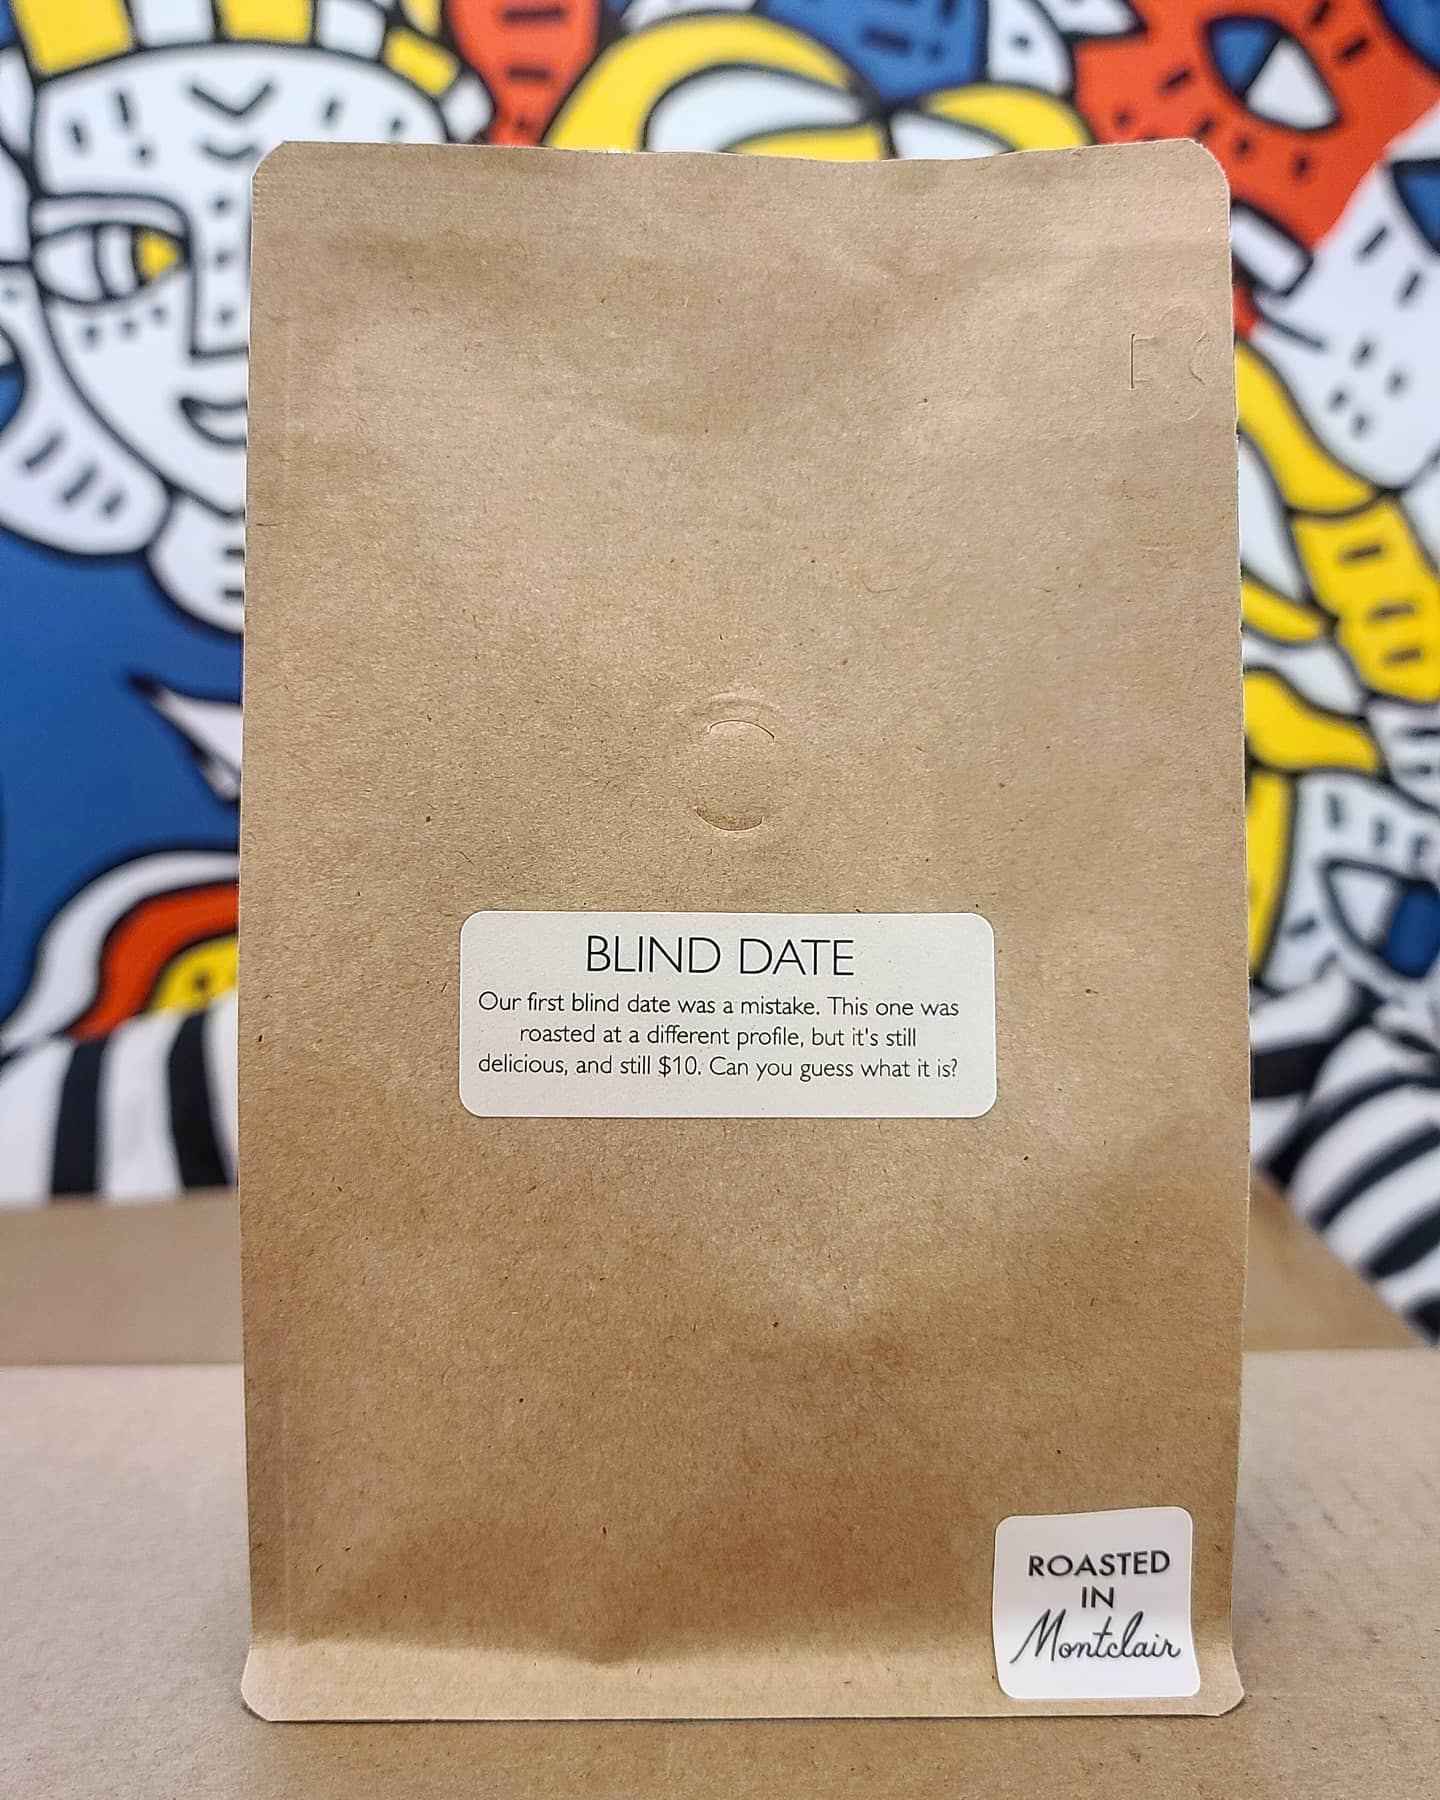 BLIND DATE
Our first blind date was a mistake. This one was
roasted at a different profile, but it's still
delicious, and still $10. Can you guess what it is?
ROASTED
IN
Montclair